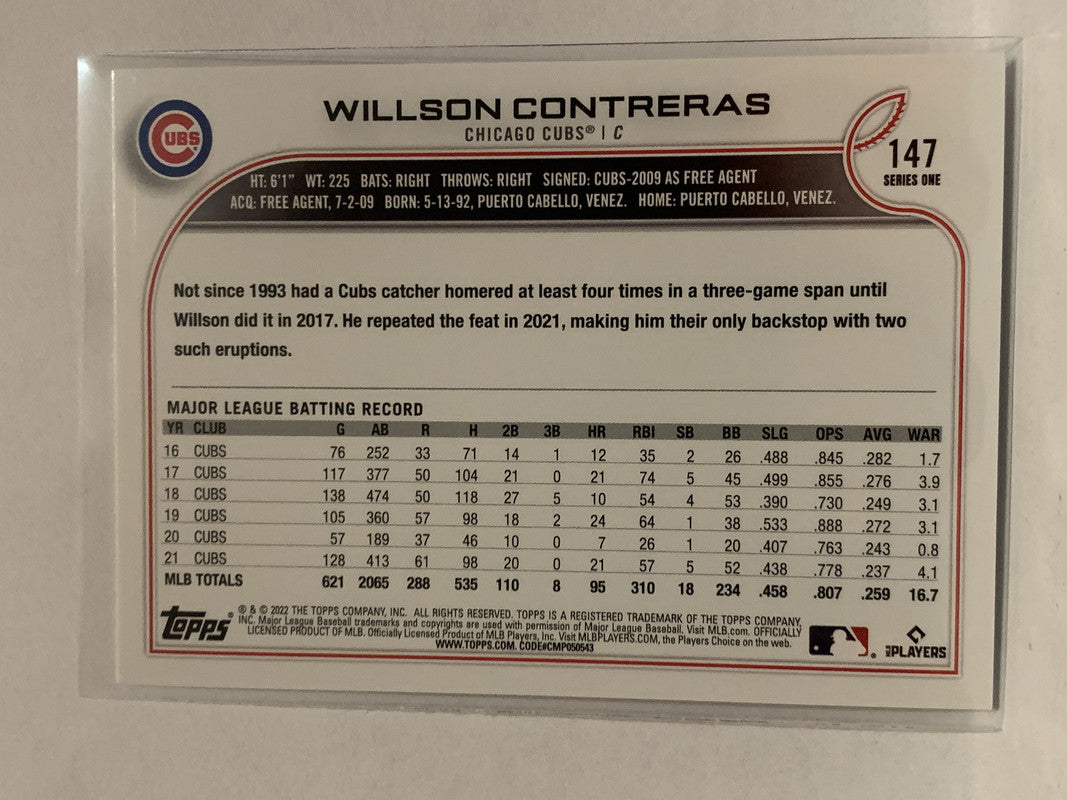 CUBS
WILLSON CONTRERAS
CHICAGO CUBS® | C
147
SERIES ONE
HT: 6'1" WT: 225 BATS: RIGHT THROWS: RIGHT SIGNED: CUBS-2009 AS FREE AGENT
ACQ: FREE AGENT, 7-2-09 BORN: 5-13-92, PUERTO CABELLO, VENEZ. HOME: PUERTO CABELLO, VENEZ.
Not since 1993 had a Cubs catcher homered at least four times in a three-game span until
Willson did it in 2017. He repeated the feat in 2021, making him their only backstop with two
such eruptions.
MAJOR LEAGUE BATTING RECORD
YR CLUB G AB R H 2B 3B HR RBI SB BB SLG OPS AVG WAR
16 CUBS 76 252 33 71 14 1 12 35 2 26 .488 .845 .282 1.7
17 CUBS 117 377 50 104 21 0 21 74 5 45 .499 .855 .276 3.9
18 CUBS 138 474 50 118 27 5 10 54 4 53 .390 .730 .249 3.1
19 CUBS 105 360 57 98 18 2 24 64 1 38 .533 .888 .272 3.1
20 CUBS 57 189 37 46 10 0 7 26 1 20 .407 .763 .243 0.8
21 CUBS 128 413 61 98 20 0 21 57 5 52 .438 .778 .237 4.1
MLB TOTALS 621 2065 288 535 110 8 95 310 18 234 .458 .807 .259 16.7
topps®
® & © 2022 THE TOPPS COMPANY, INC. ALL RIGHTS RESERVED. TOPPS IS A REGISTERED TRADEMARK OF THE TOPPS COMPANY,
INC. Major League Baseball trademarks and copyrights are used with permission of Major League Baseball. Visit MLB.com. OFFICIALLY
LICENSED PRODUCT OF MLB. Officially Licensed Product of MLB Players, Inc. Visit MLBPLAYERS.COM, the Players Choice on the web.
WWW.TOPPS.COM. CODE#CMP050543
MLB PLAYERS